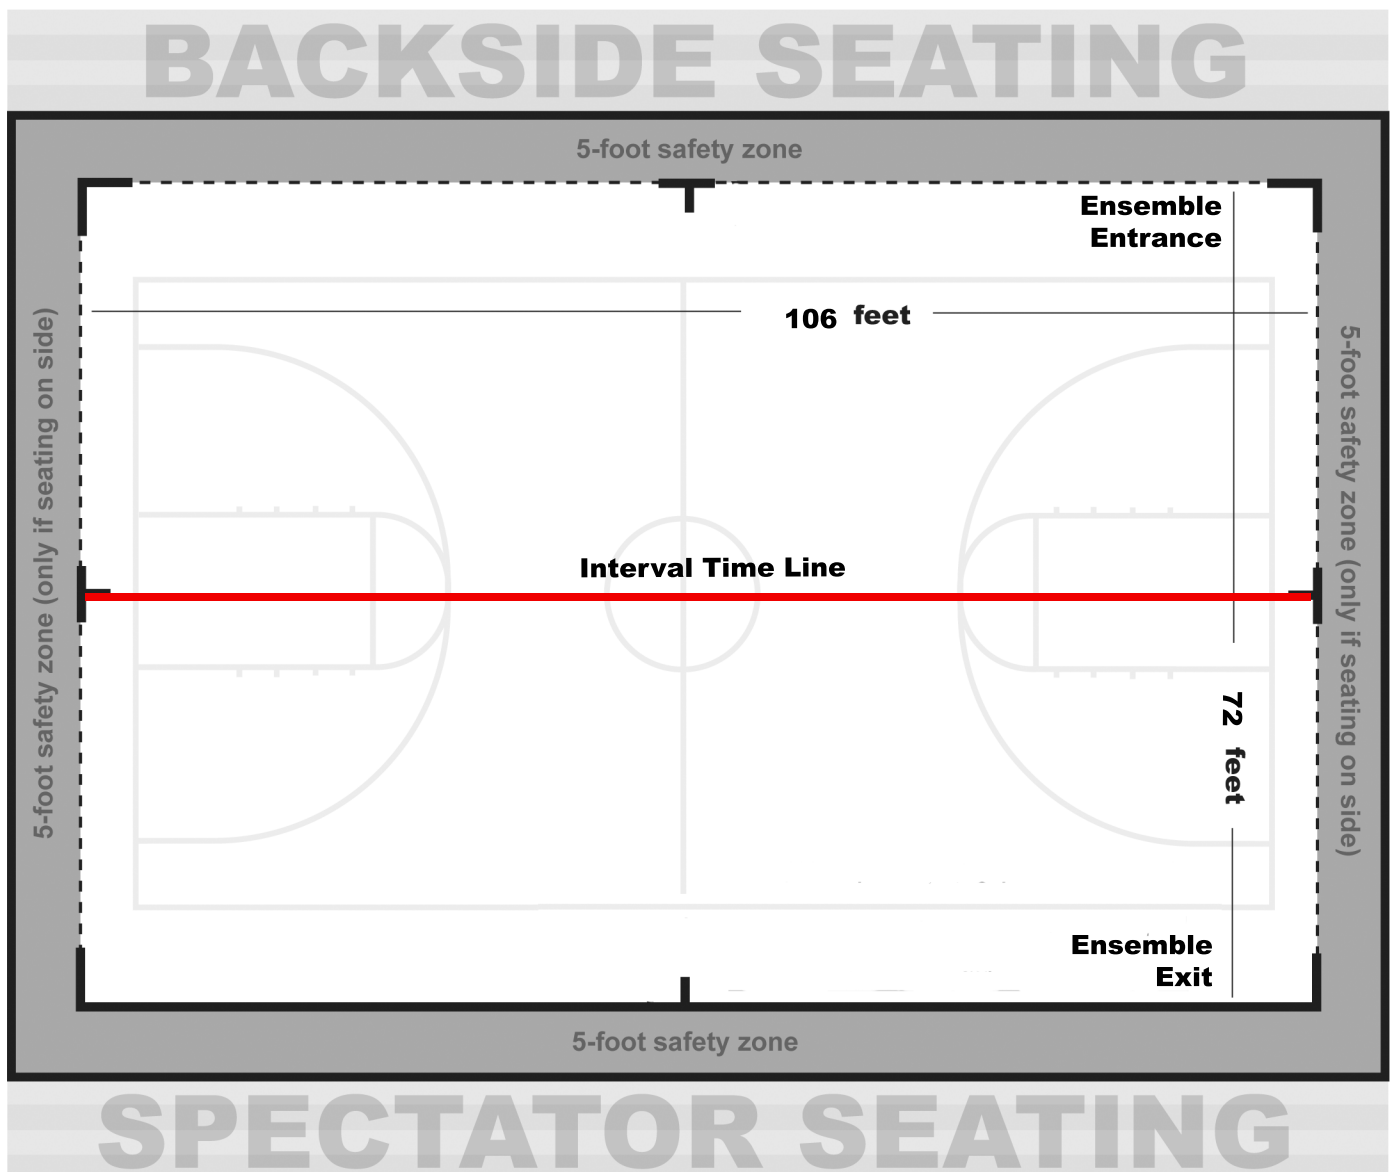 BACKSIDE SEATING
5-foot safety zone
Ensemble
Entrance
106 feet
5-foot safety zone (only if seating on side)
5-foot safety zone (only if seating on side)
Interval Time Line
72 feet
Ensemble
Exit
5-foot safety zone
SPECTATOR SEATING